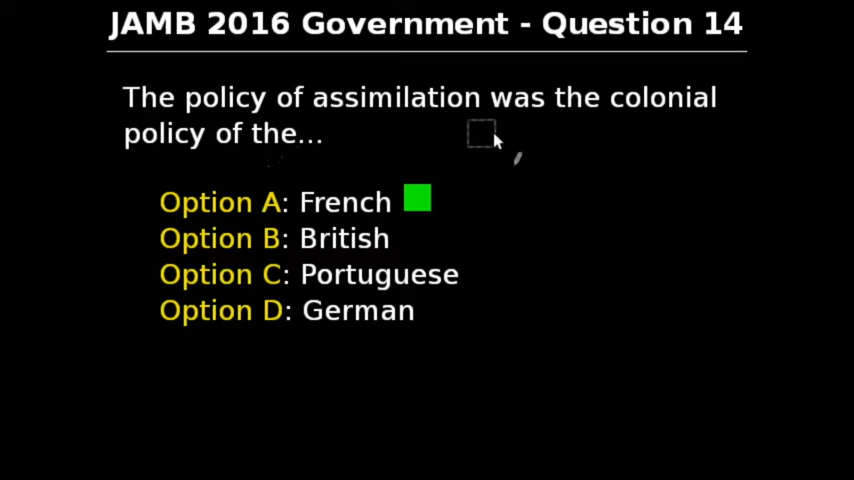 JAMB 2016 Government - Question 14
The policy of assimilation was the colonial
policy of the...
Option A: French
Option B: British
Option C: Portuguese
Option D: German